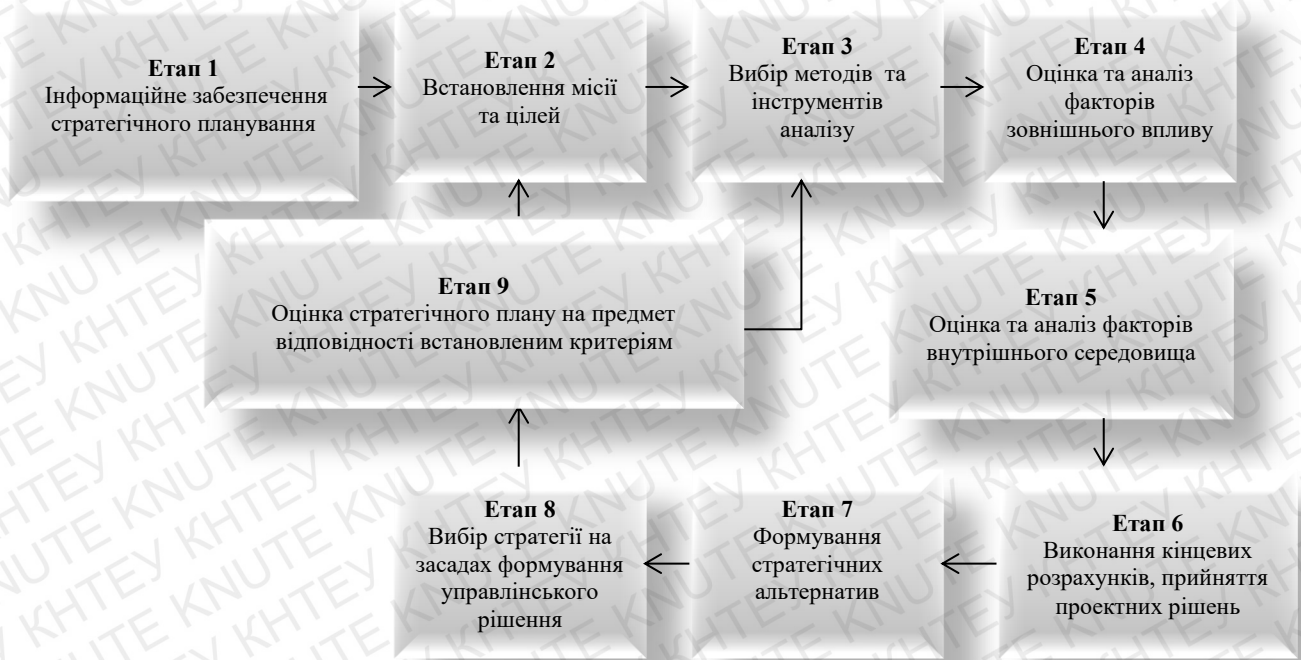 Етап 1
Інформаційне забезпечення
стратегічного планування
Етап 2
Встановлення місії
та цілей
Етап 3
Вибір методів та
інструментів
аналізу
Етап 4
Оцінка та аналіз
факторів
зовнішнього впливу
Етап 5
Оцінка та аналіз факторів
внутрішнього середовища
Етап 6
Виконання кінцевих
розрахунків, прийняття
проектних рішень
Етап 7
Формування
стратегічних
альтернатив
Етап 8
Вибір стратегії на
засадах формування
управлінського
рішення
Етап 9
Оцінка стратегічного плану на предмет
відповідності встановленим критеріям